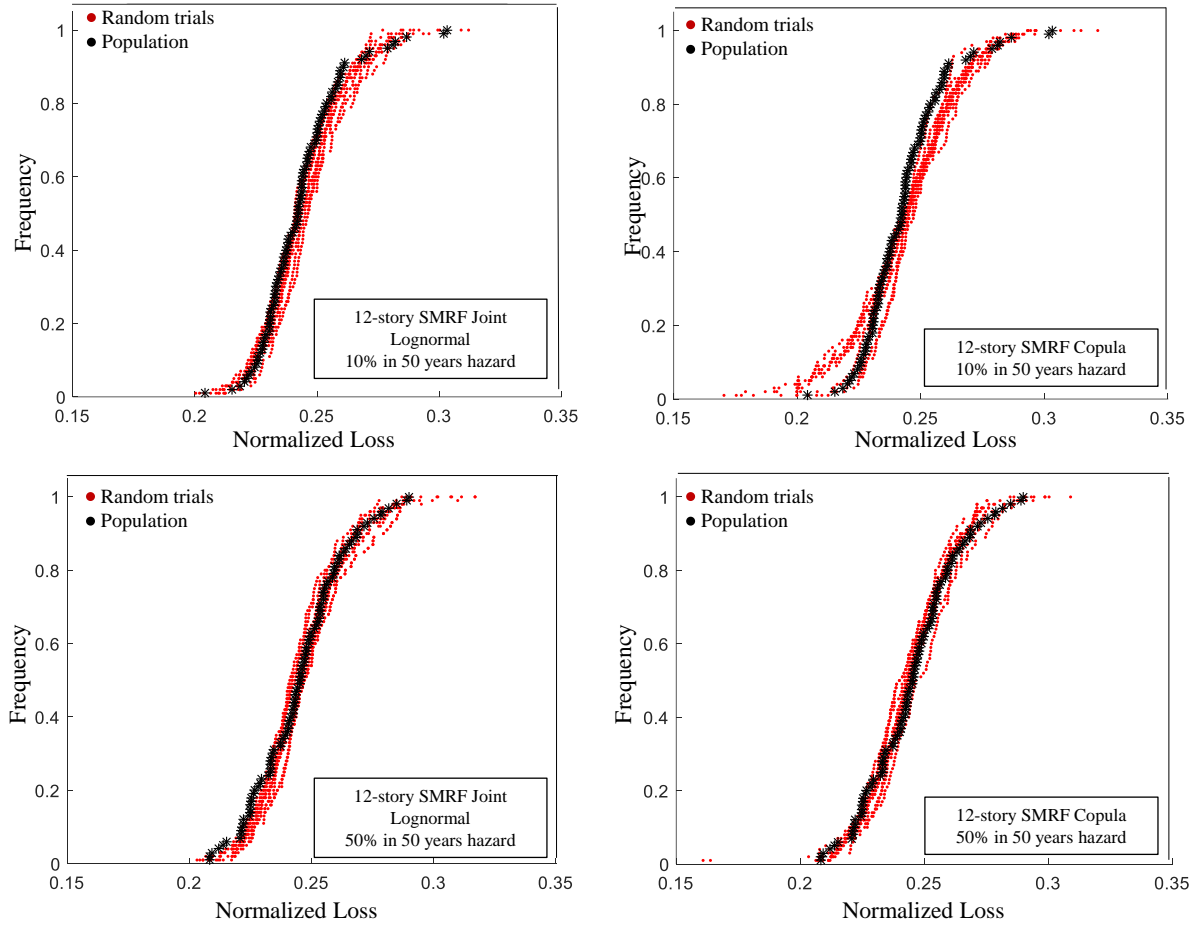 Random trials
Population
1
0.8
0.6
0.4
0.2
0
Frequency
12-story SMRF Joint
Lognormal
10% in 50 years hazard
0.15
0.2
0.25
0.3
0.35
Normalized Loss
Random trials
Population
1
0.8
0.6
0.4
0.2
0
Frequency
12-story SMRF Copula
10% in 50 years hazard
0.15
0.2
0.25
0.3
0.35
Normalized Loss
Random trials
Population
1
0.8
0.6
0.4
0.2
0
Frequency
12-story SMRF Joint
Lognormal
50% in 50 years hazard
0.15
0.2
0.25
0.3
0.35
Normalized Loss
Random trials
Population
1
0.8
0.6
0.4
0.2
0
Frequency
12-story SMRF Copula
50% in 50 years hazard
0.15
0.2
0.25
0.3
0.35
Normalized Loss